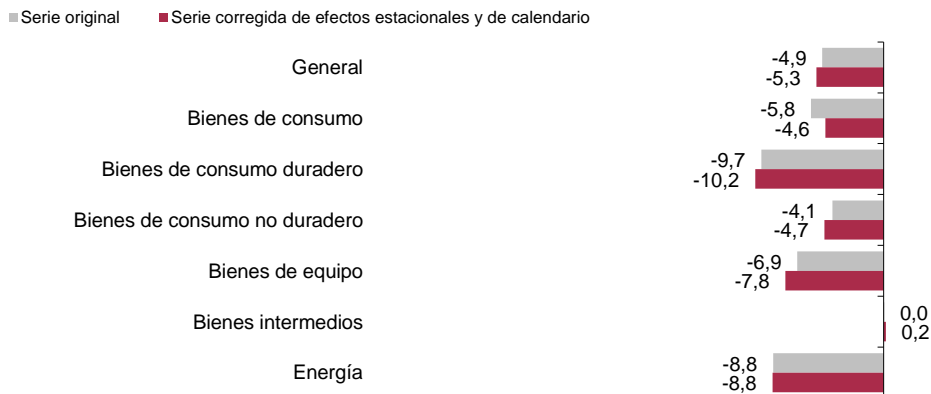 Serie original Serie corregida de efectos estacionales y de calendario
General
-4,9
-5,3
Bienes de consumo
-5,8
-4,6
Bienes de consumo duradero
-9,7
-10,2
Bienes de consumo no duradero
-4,1
-4,7
Bienes de equipo
-6,9
-7,8
Bienes intermedios
0,0
0,2
Energía
-8,8
-8,8